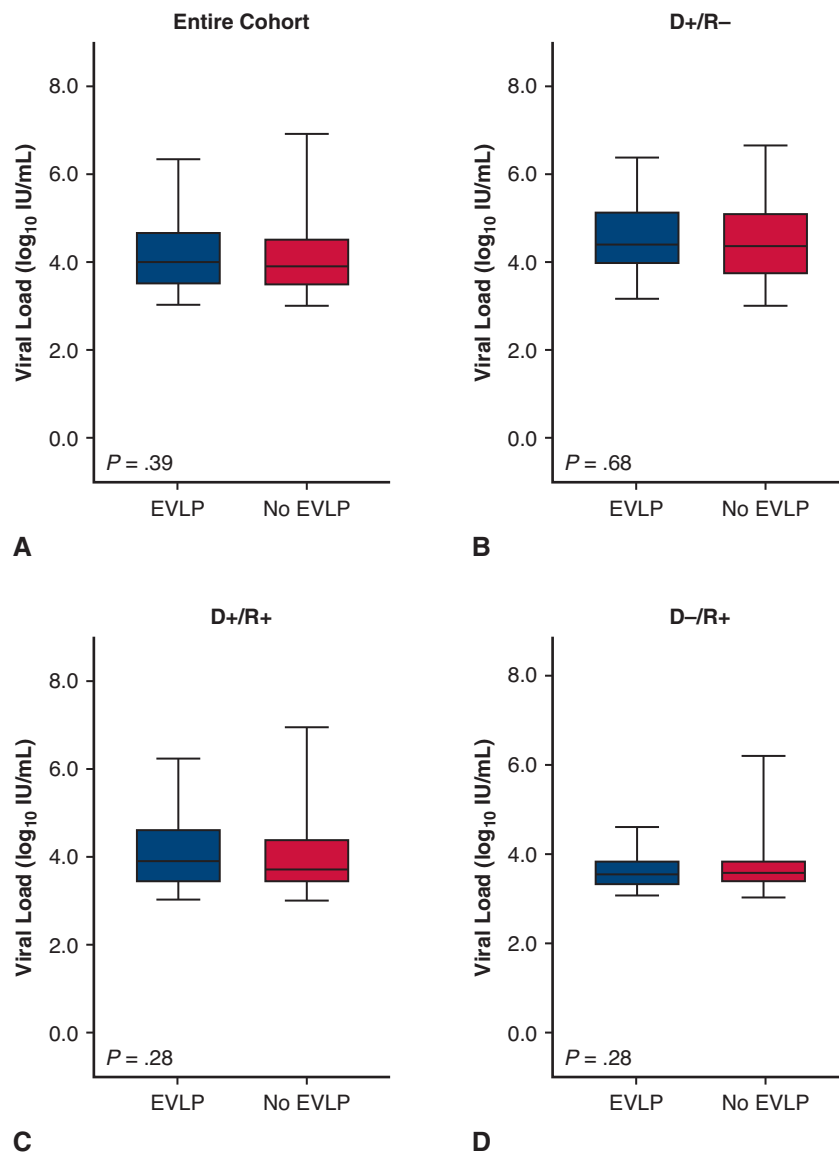 Entire Cohort
8.0
6.0
4.0
2.0
0.0
Viral Load (log₁₀ IU/mL)
P = .39
EVLP No EVLP
A
D+/R–
8.0
6.0
4.0
2.0
0.0
Viral Load (log₁₀ IU/mL)
P = .68
EVLP No EVLP
B
D+/R+
8.0
6.0
4.0
2.0
0.0
Viral Load (log₁₀ IU/mL)
P = .28
EVLP No EVLP
C
D–/R+
8.0
6.0
4.0
2.0
0.0
Viral Load (log₁₀ IU/mL)
P = .28
EVLP No EVLP
D